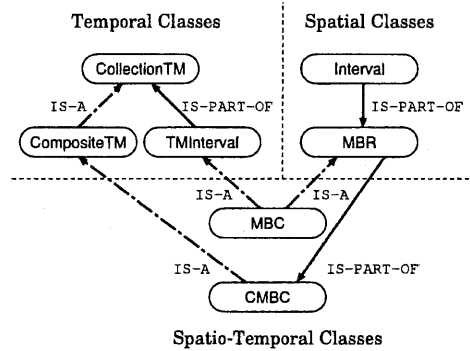 Temporal Classes Spatial Classes
CollectionTM Interval
IS-A IS-PART-OF IS-PART-OF
CompositeTM TMInterval MBR
IS-A IS-A
MBC
IS-A IS-PART-OF
CMBC
Spatio-Temporal Classes